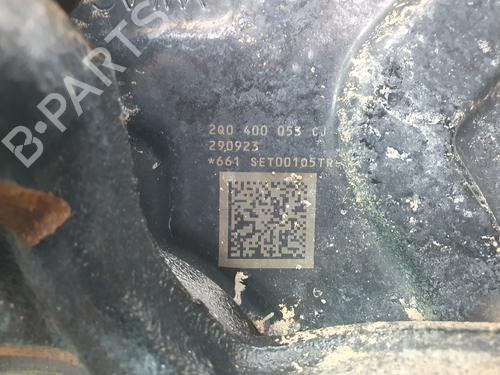 2Q0 400 053 CJ
290923
*661 SET00105TR-
B-PARTS